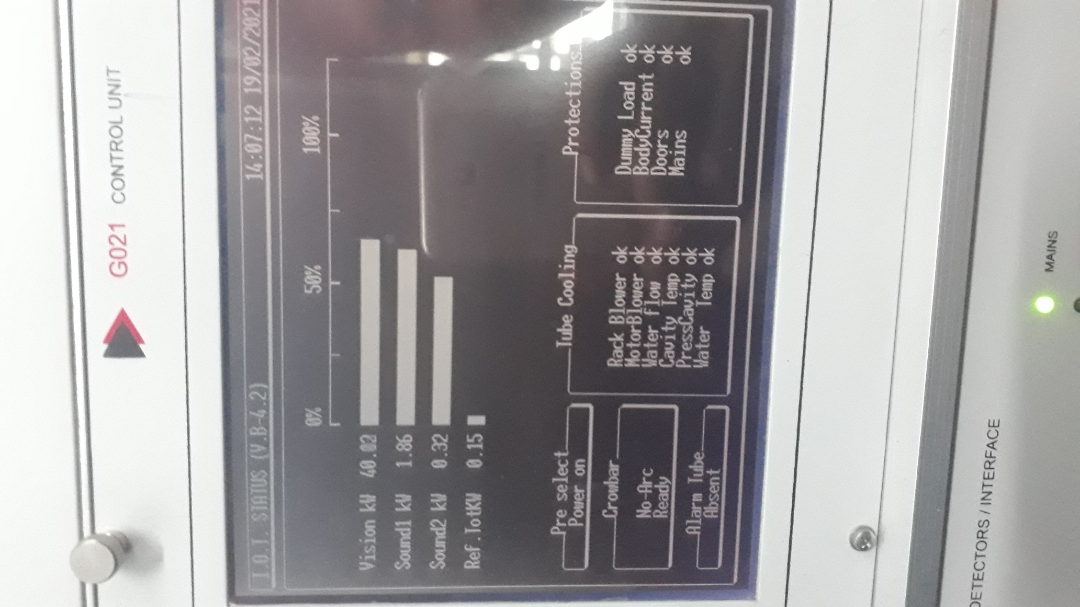 G021 CONTROL UNIT
I.O.T. STATUS (V.B-4.2) 14:07:12 19/02/2021
0% 50% 100%
Vision kW 40.02
Sound1 kW 1.86
Sound2 kW 0.32
Ref.TotKW 0.15
Pre select
Power on
Crowbar
No-Arc
Ready
Alarm Tube
Absent
Tube Cooling
Rack Blower ok
MotorBlower ok
Water flow ok
Cavity Temp ok
PressCavity ok
Water Temp ok
Protections
Dummy Load ok
BodyCurrent ok
Doors ok
Mains ok
DETECTORS / INTERFACE
MAINS